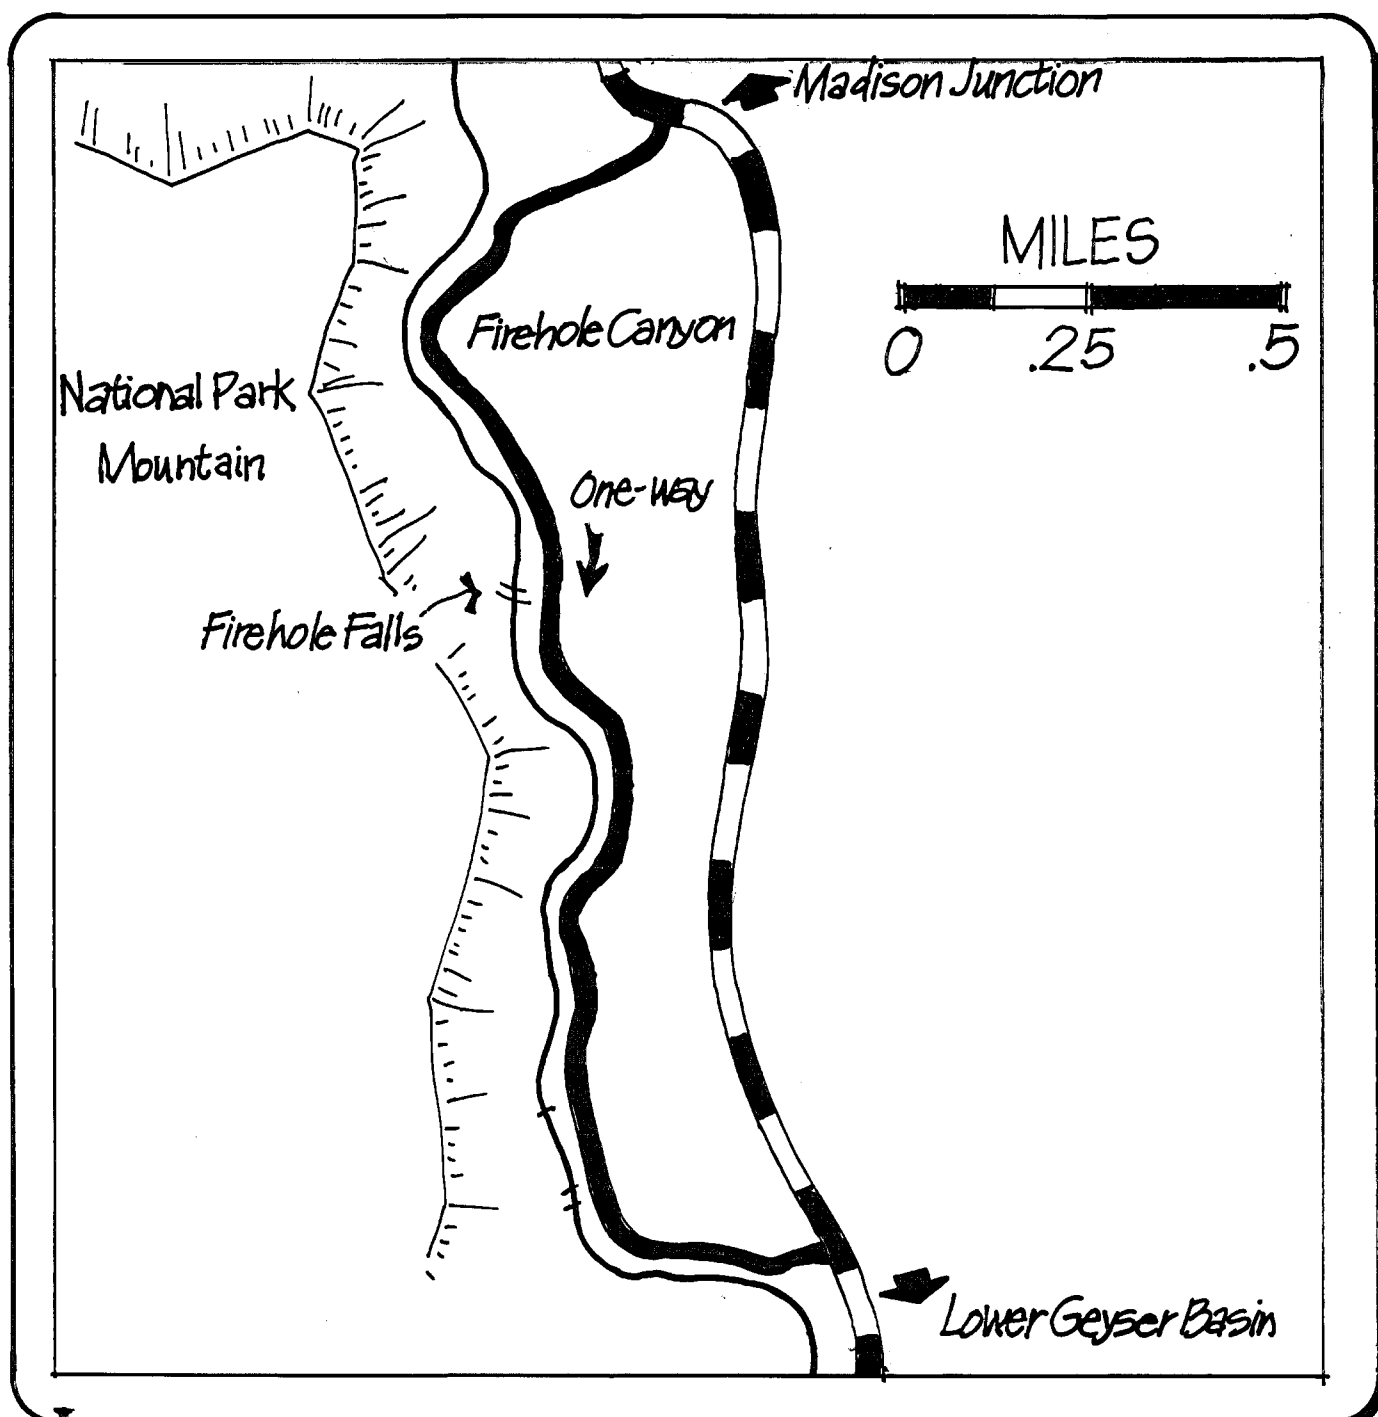 Madison Junction
MILES
0 .25 .5
Firehole Canyon
National Park
Mountain
One-way
Firehole Falls
Lower Geyser Basin